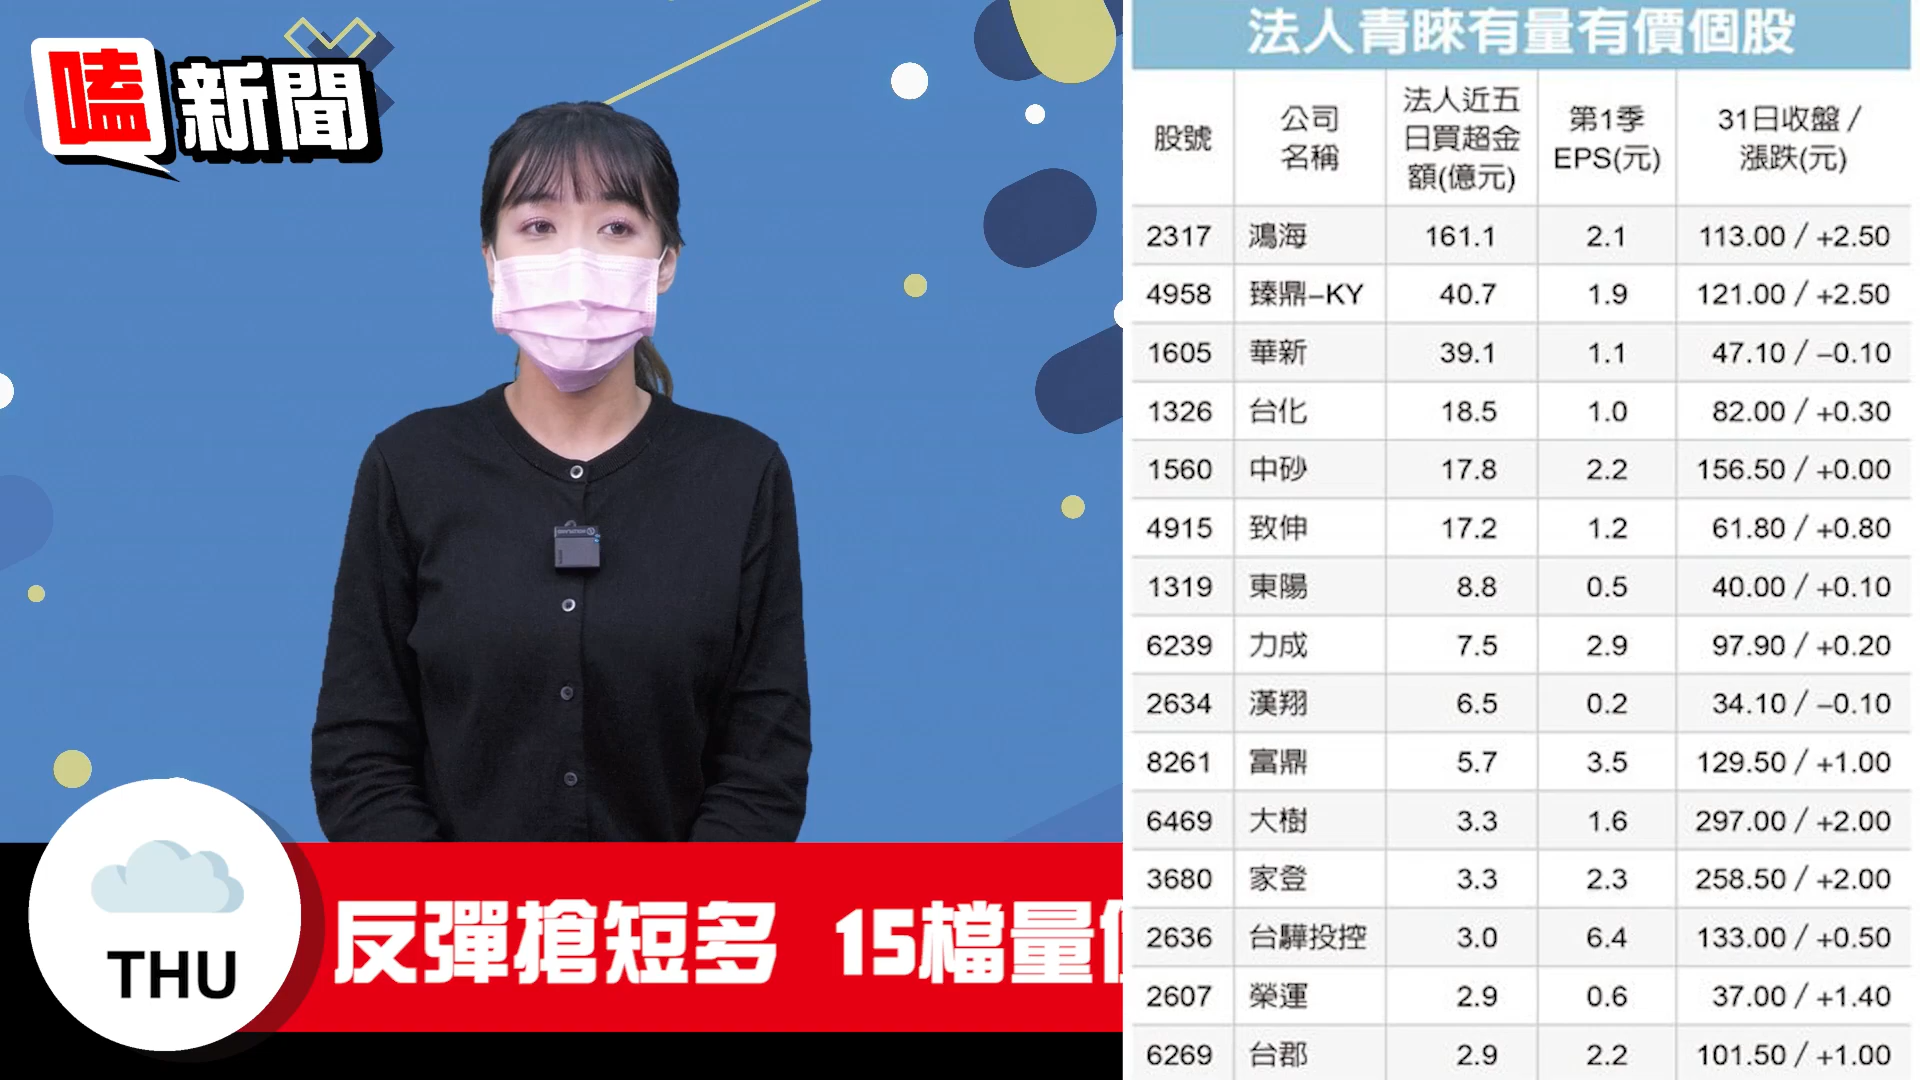 嗑新聞
法人青睞有量有價個股
股號 公司名稱 法人近五日買超金額(億元) 第1季EPS(元) 31日收盤/漲跌(元)
2317 鴻海 161.1 2.1 113.00 / +2.50
4958 臻鼎-KY 40.7 1.9 121.00 / +2.50
1605 華新 39.1 1.1 47.10 / -0.10
1326 台化 18.5 1.0 82.00 / +0.30
1560 中砂 17.8 2.2 156.50 / +0.00
4915 致伸 17.2 1.2 61.80 / +0.80
1319 東陽 8.8 0.5 40.00 / +0.10
6239 力成 7.5 2.9 97.90 / +0.20
2634 漢翔 6.5 0.2 34.10 / -0.10
8261 富鼎 5.7 3.5 129.50 / +1.00
6469 大樹 3.3 1.6 297.00 / +2.00
3680 家登 3.3 2.3 258.50 / +2.00
2636 台驊投控 3.0 6.4 133.00 / +0.50
2607 榮運 2.9 0.6 37.00 / +1.40
6269 台郡 2.9 2.2 101.50 / +1.00
THU
反彈搶短多 15檔量